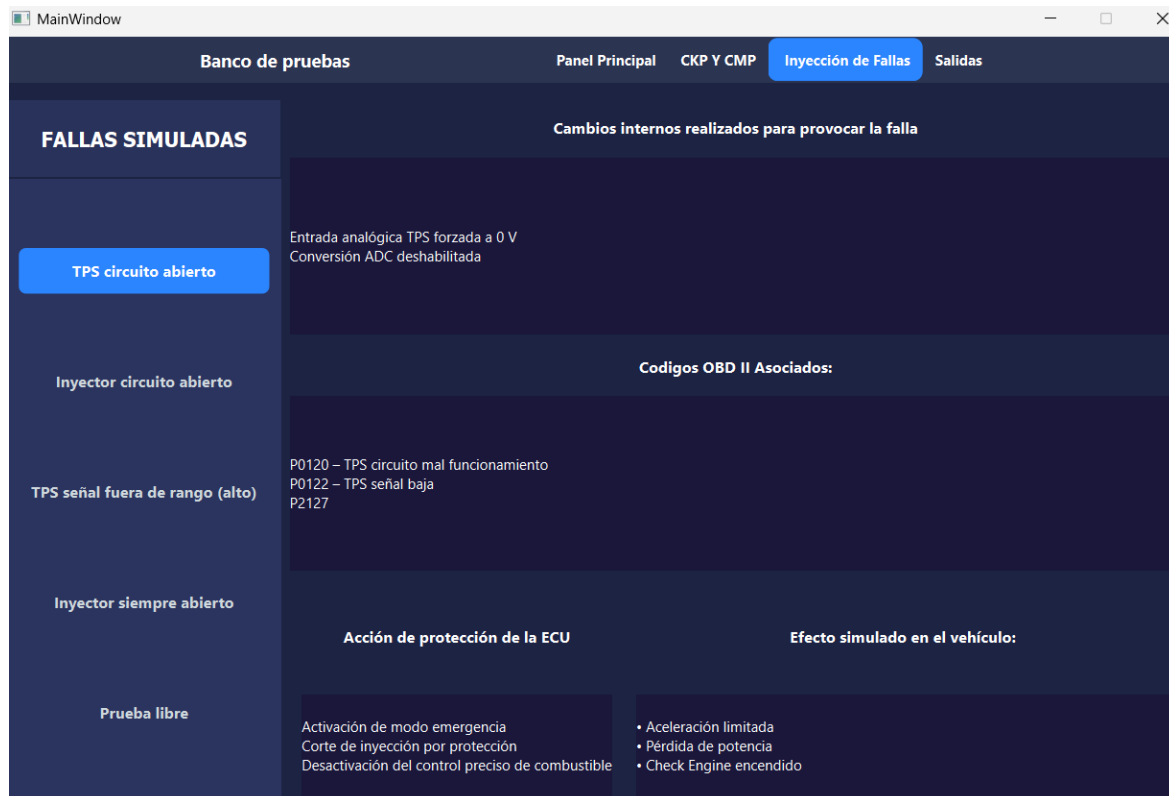 MainWindow
Banco de pruebas
Panel Principal
CKP Y CMP
Inyección de Fallas
Salidas
FALLAS SIMULADAS
TPS circuito abierto
Inyector circuito abierto
TPS señal fuera de rango (alto)
Inyector siempre abierto
Prueba libre
Cambios internos realizados para provocar la falla
Entrada analógica TPS forzada a 0 V
Conversión ADC deshabilitada
Codigos OBD II Asociados:
P0120 – TPS circuito mal funcionamiento
P0122 – TPS señal baja
P2127
Acción de protección de la ECU
Activación de modo emergencia
Corte de inyección por protección
Desactivación del control preciso de combustible
Efecto simulado en el vehículo:
• Aceleración limitada
• Pérdida de potencia
• Check Engine encendido